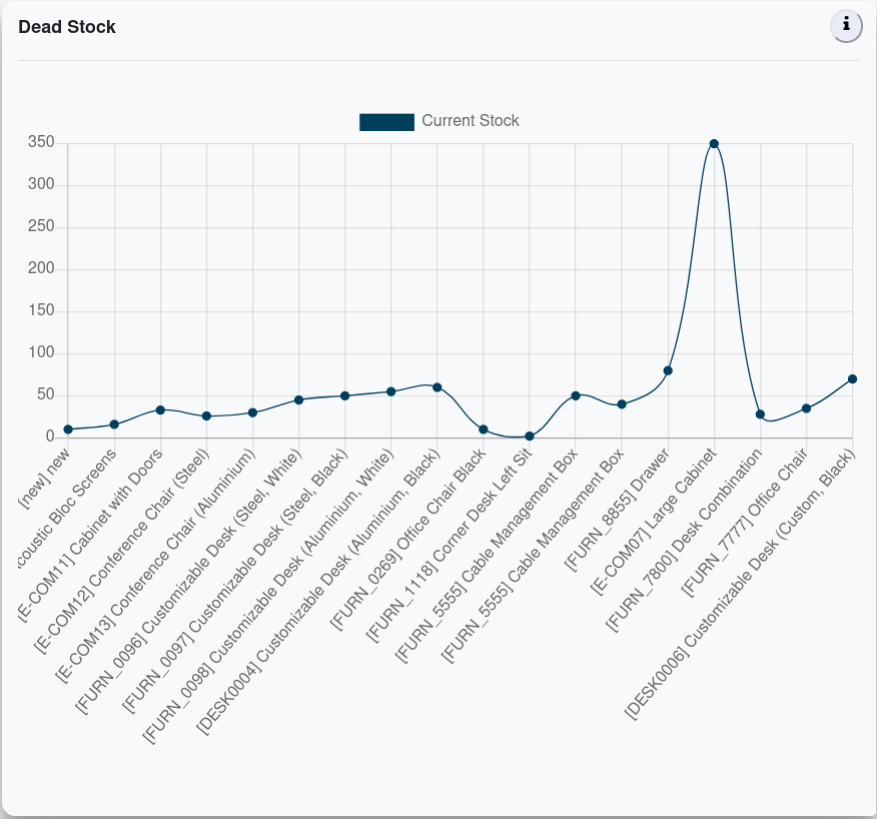 Dead Stock
i
Current Stock
350
300
250
200
150
100
50
0
[new] new
coustic Bloc Screens
[E-COM11] Cabinet with Doors
[E-COM12] Conference Chair (Steel)
[E-COM13] Conference Chair (Aluminium)
[FURN_0096] Customizable Desk (Steel, White)
[FURN_0097] Customizable Desk (Steel, Black)
[FURN_0098] Customizable Desk (Aluminium, White)
[DESK0004] Customizable Desk (Aluminium, Black)
[FURN_0269] Office Chair Black
[FURN_1118] Corner Desk Left Sit
[FURN_5555] Cable Management Box
[FURN_5555] Cable Management Box
[FURN_8855] Drawer
[E-COM07] Large Cabinet
[FURN_7800] Desk Combination
[FURN_7777] Office Chair
[DESK0006] Customizable Desk (Custom, Black)